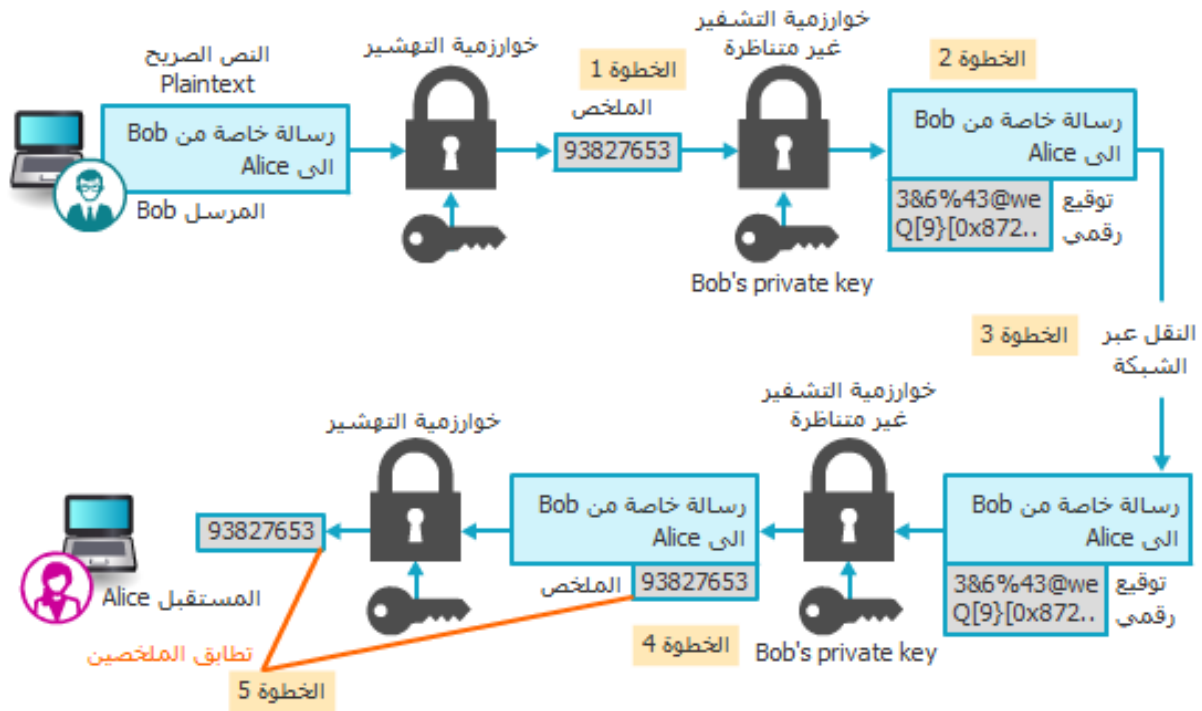 النص الصريح
Plaintext
رسالة خاصة من Bob
الى Alice
المرسل Bob
خوارزمية التهشير
الخطوة 1
الملخص
93827653
خوارزمية التشفير
غير متناظرة
Bob's private key
الخطوة 2
رسالة خاصة من Bob
الى Alice
3&6%43@we
Q[9}[0x872..
توقيع
رقمي
الخطوة 3
النقل عبر
الشبكة
رسالة خاصة من Bob
الى Alice
3&6%43@we
Q[9}[0x872..
توقيع
رقمي
خوارزمية التشفير
غير متناظرة
Bob's private key
رسالة خاصة من Bob
الى Alice
93827653
الملخص
الخطوة 4
خوارزمية التهشير
93827653
المستقبل Alice
تطابق الملخصين
الخطوة 5